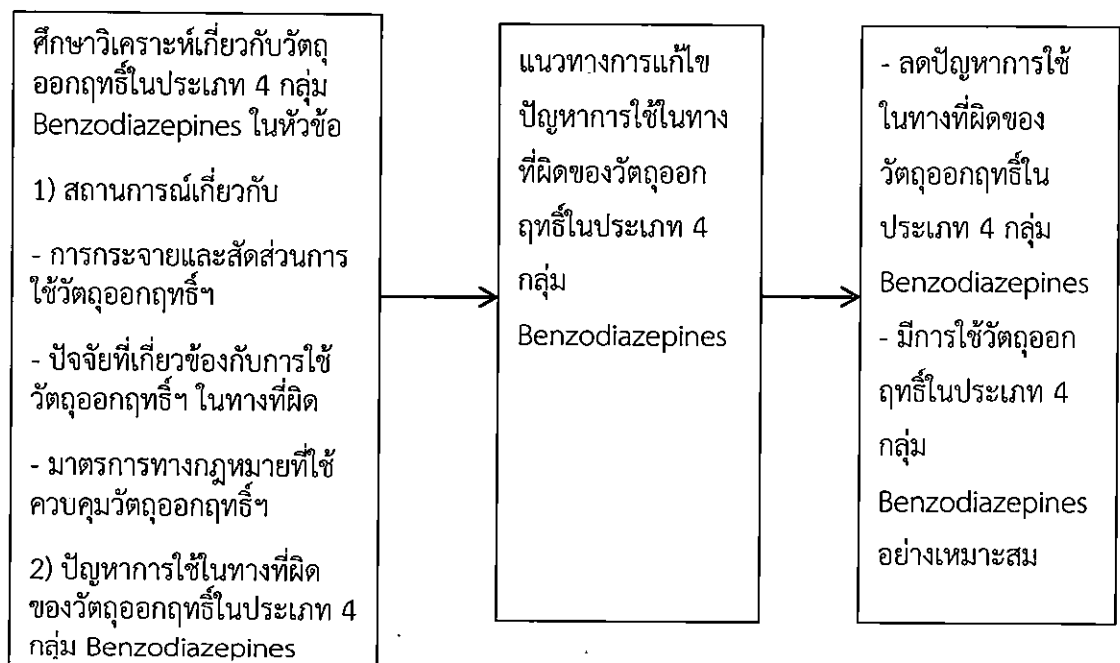 ศึกษาวิเคราะห์เกี่ยวกับวัตถุ
ออกฤทธิ์ในประเภท 4 กลุ่ม
Benzodiazepines ในหัวข้อ
1) สถานการณ์เกี่ยวกับ
- การกระจายและสัดส่วนการ
ใช้วัตถุออกฤทธิ์ฯ
- ปัจจัยที่เกี่ยวข้องกับการใช้
วัตถุออกฤทธิ์ฯ ในทางที่ผิด
- มาตรการทางกฎหมายที่ใช้
ควบคุมวัตถุออกฤทธิ์ฯ
2) ปัญหาการใช้ในทางที่ผิด
ของวัตถุออกฤทธิ์ในประเภท 4
กลุ่ม Benzodiazepines
แนวทางการแก้ไข
ปัญหาการใช้ในทาง
ที่ผิดของวัตถุออก
ฤทธิ์ในประเภท 4
กลุ่ม
Benzodiazepines
- ลดปัญหาการใช้
ในทางที่ผิดของ
วัตถุออกฤทธิ์ใน
ประเภท 4 กลุ่ม
Benzodiazepines
- มีการใช้วัตถุออก
ฤทธิ์ในประเภท 4
กลุ่ม
Benzodiazepines
อย่างเหมาะสม